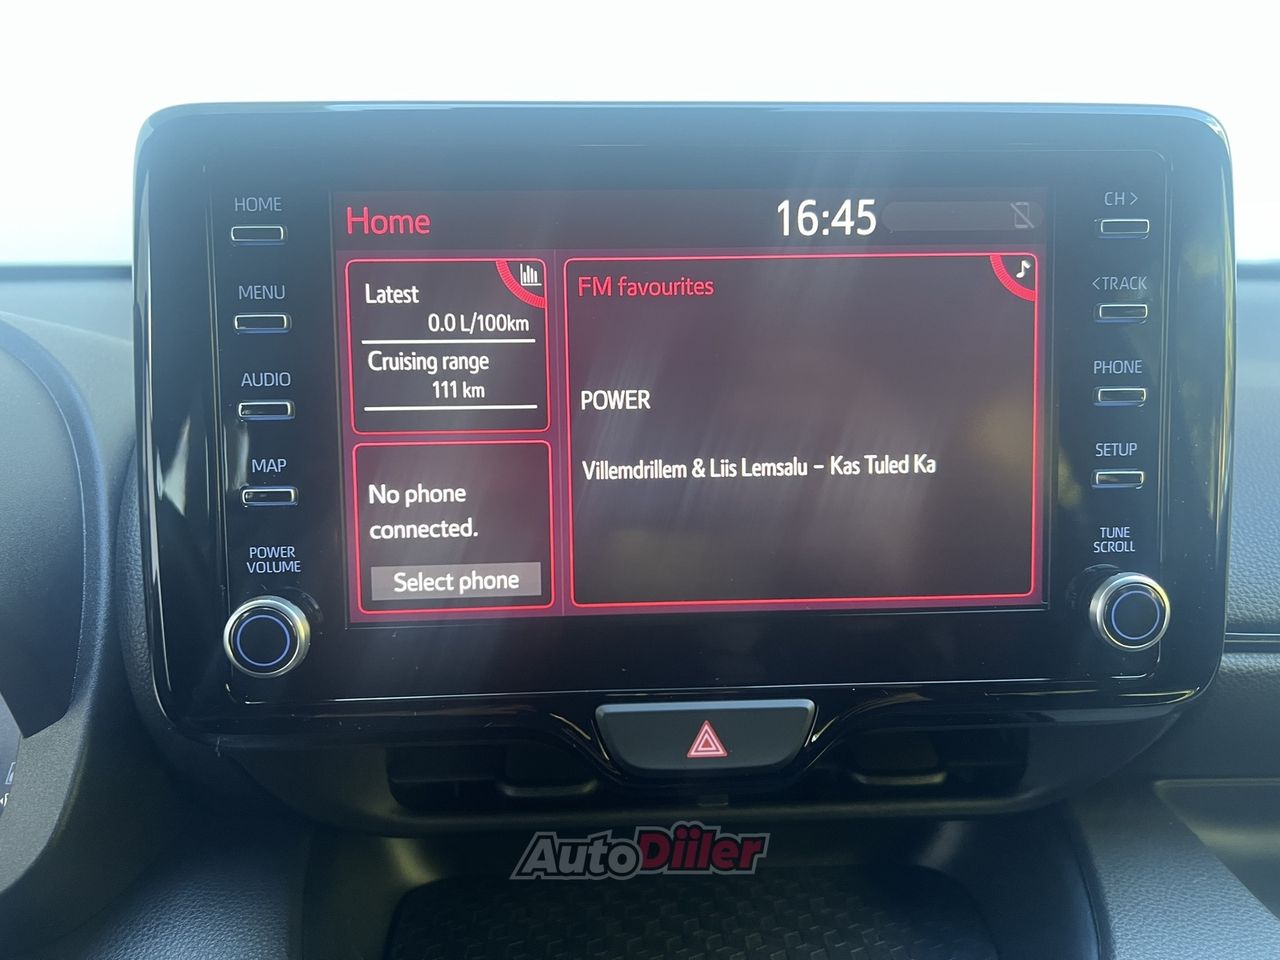 HOME
MENU
AUDIO
MAP
POWER
VOLUME
Home
16:45
Latest
0.0 L/100km
Cruising range
111 km
No phone
connected.
Select phone
FM favourites
POWER
Villemdrillem & Liis Lemsalu – Kas Tuled Ka
CH >
<TRACK
PHONE
SETUP
TUNE
SCROLL
AutoDiiler